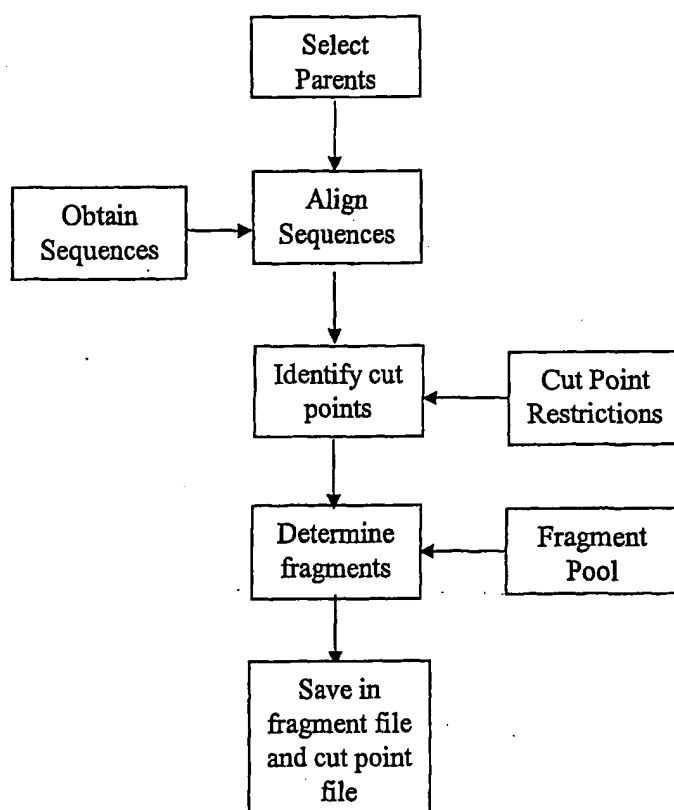 Select
Parents
Obtain
Sequences
Align
Sequences
Identify cut
points
Cut Point
Restrictions
Determine
fragments
Fragment
Pool
Save in
fragment file
and cut point
file